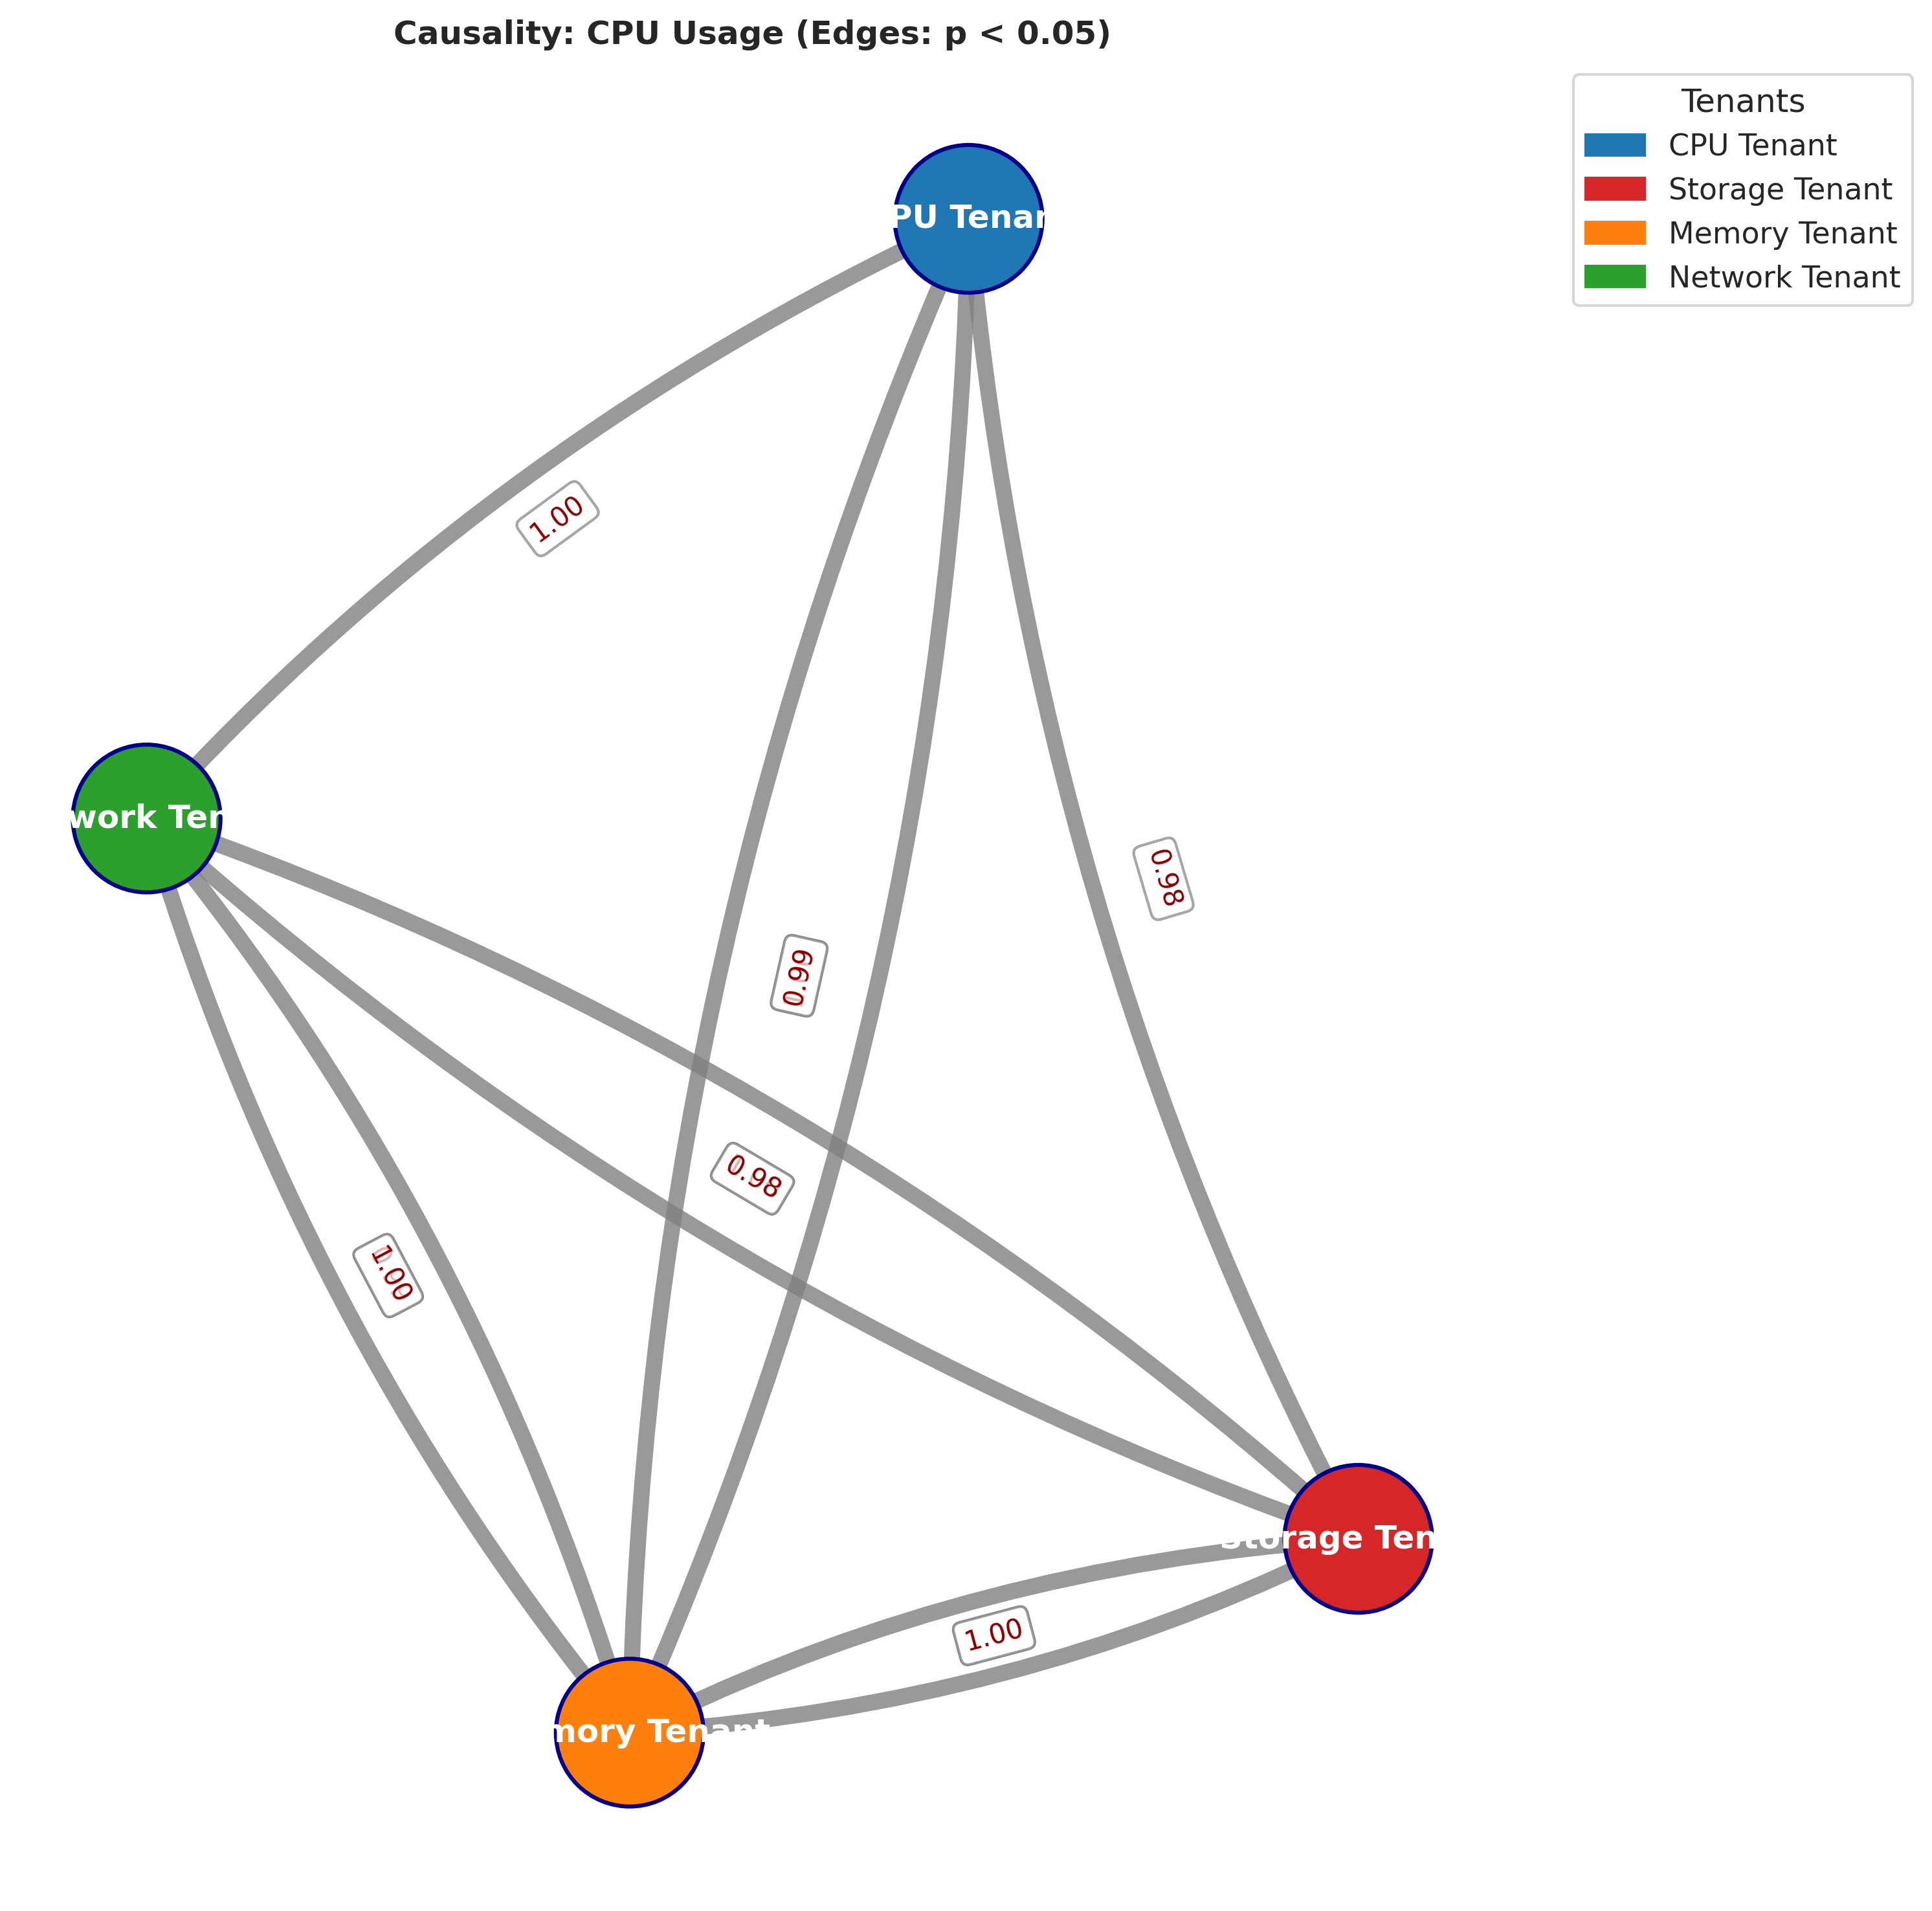 Causality: CPU Usage (Edges: p < 0.05)
Tenants
CPU Tenant
Storage Tenant
Memory Tenant
Network Tenant
PU Tenan
1.00
work Ten
0.98
0.99
0.98
1.00
Storage Ten
1.00
mory Tenant